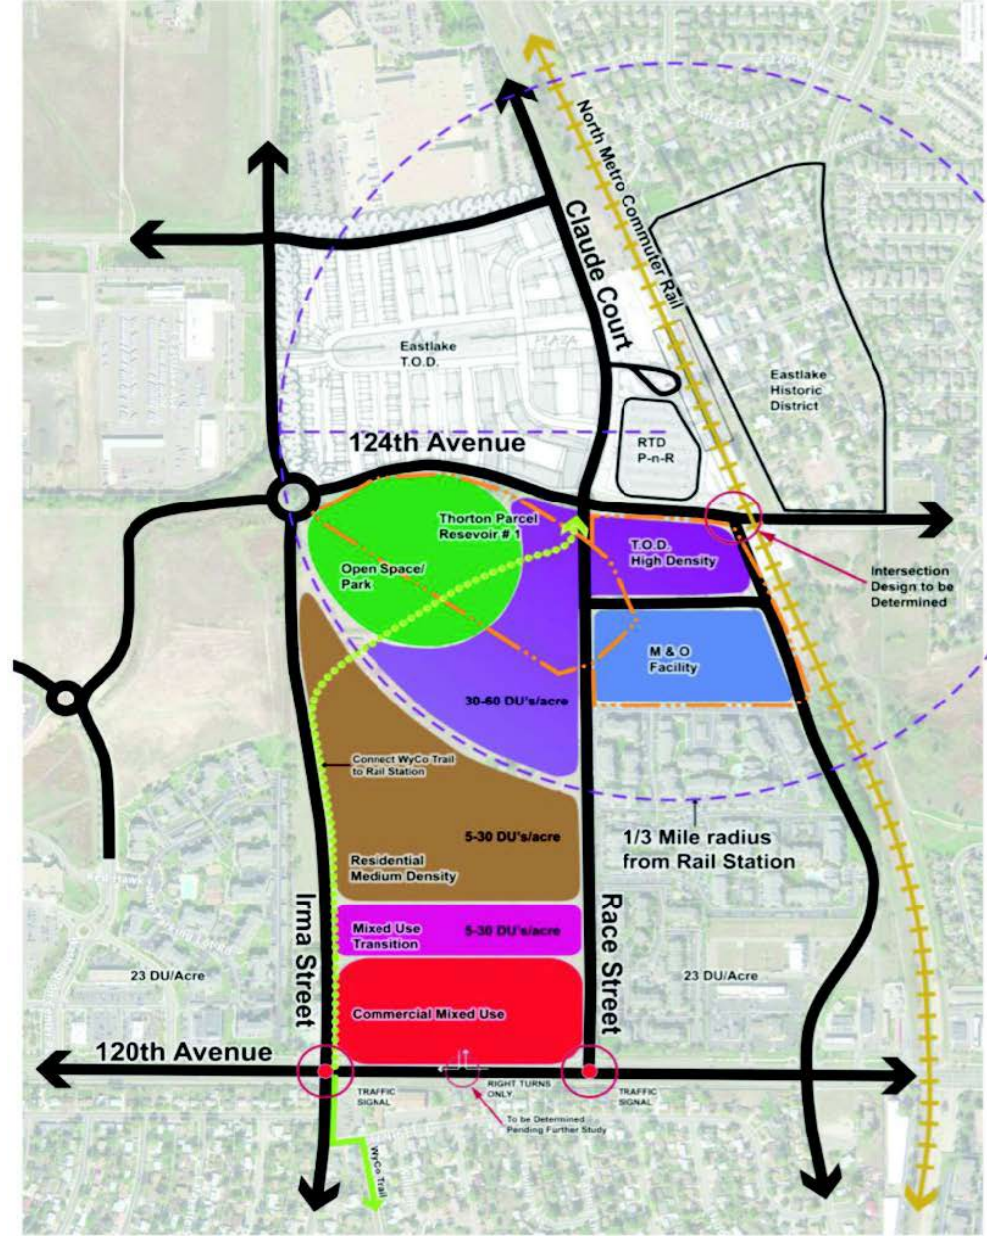 North Metro Commuter Rail
Claude Court
Eastlake
T.O.D.
PLAZA
Eastlake
Historic
District
124th Avenue
RTD
P-n-R
Thorton Parcel
Resevoir # 1
T.O.D.
High Density
Open Space/
Park
Intersection
Design to be
Determined
M & O
Facility
30-60 DU's/acre
Connect WyCo Trail
to Rail Station
1/3 Mile radius
from Rail Station
5-30 DU's/acre
Residential
Medium Density
Irma Street
Race Street
Mixed Use
Transition
5-30 DU's/acre
23 DU/Acre
23 DU/Acre
Commercial Mixed Use
120th Avenue
TRAFFIC
SIGNAL
RIGHT TURNS
ONLY
TRAFFIC
SIGNAL
To be Determined
Pending Further Study
WyCo Trail